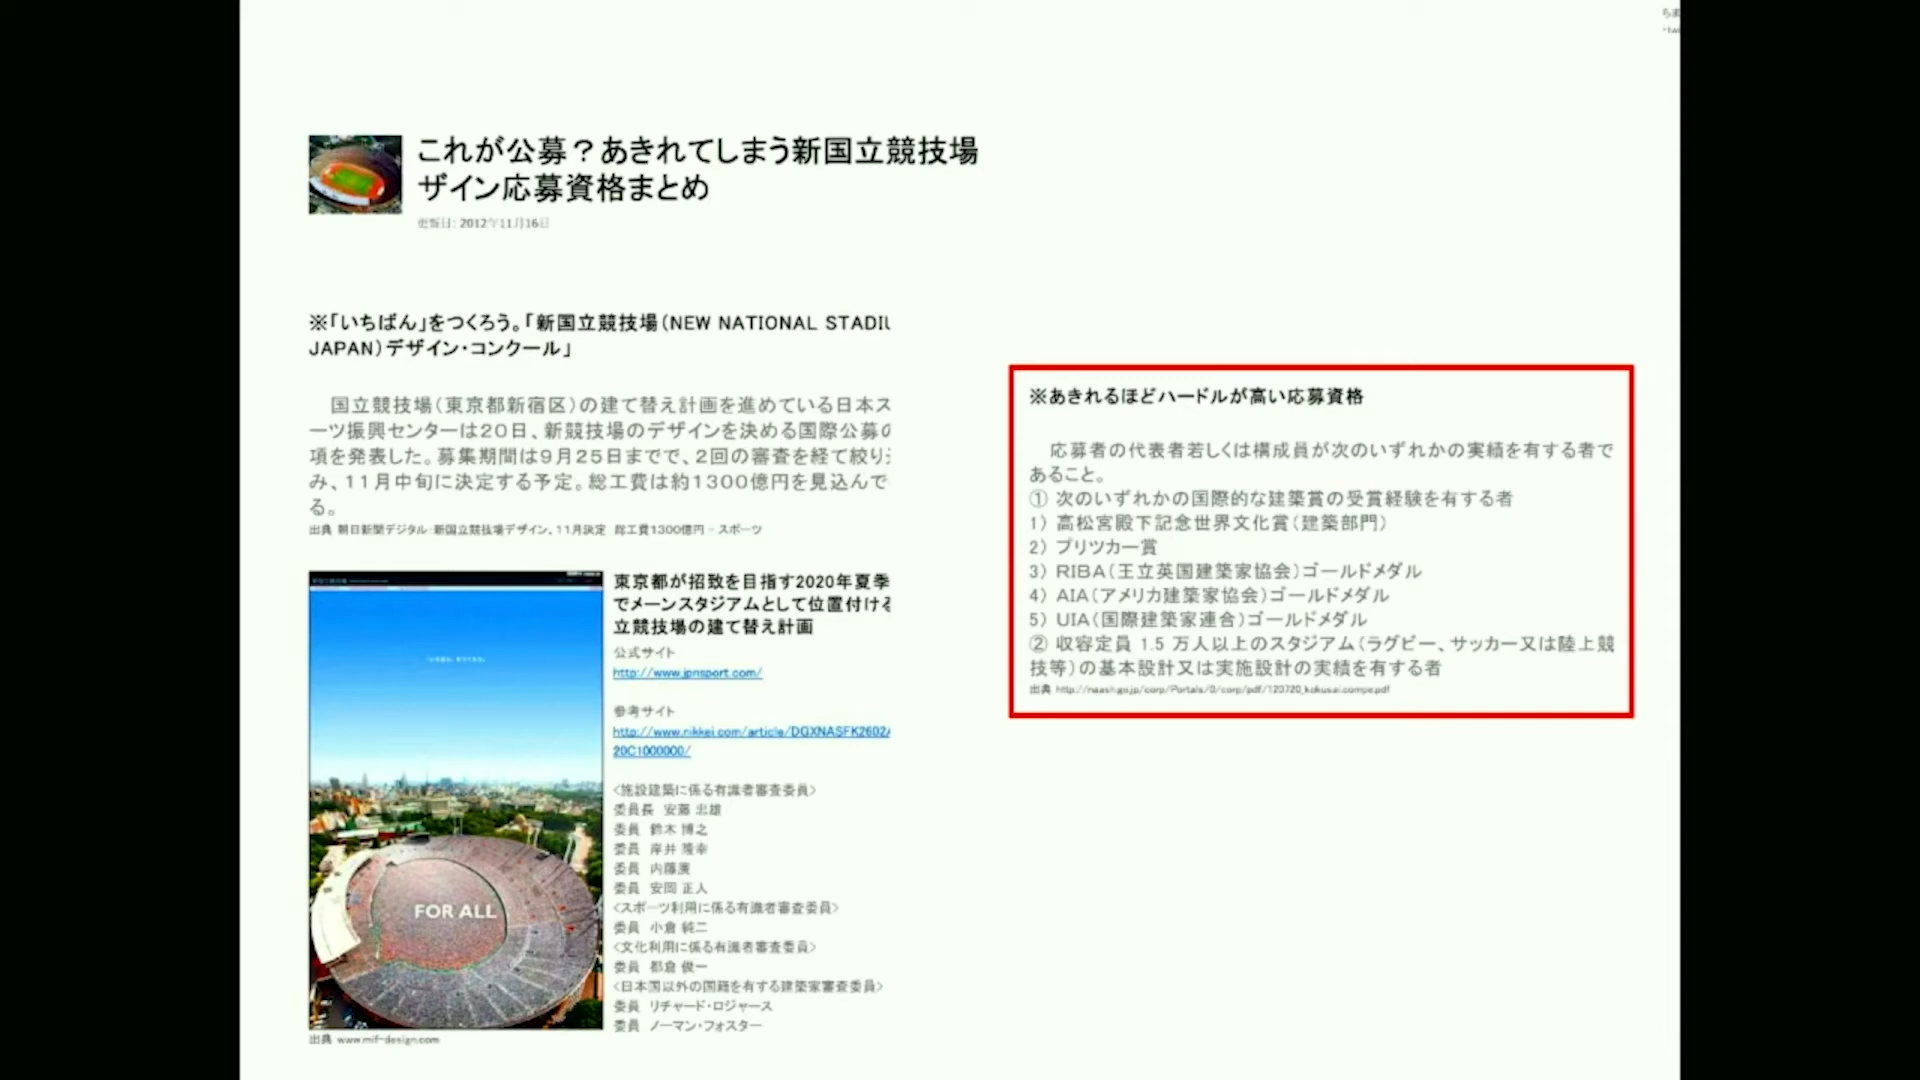 これが公募？あきれてしまう新国立競技場
ザイン応募資格まとめ
更新日: 2012年11月16日
※「いちばん」をつくろう。「新国立競技場（NEW NATIONAL STADIU
JAPAN）デザイン・コンクール」
国立競技場（東京都新宿区）の建て替え計画を進めている日本ス
ーツ振興センターは20日、新競技場のデザインを決める国際公募の
項を発表した。募集期間は9月25日までで、2回の審査を経て絞り
み、11月中旬に決定する予定。総工費は約1300億円を見込んで
る。
出典 朝日新聞デジタル：新国立競技場デザイン、11月決定 総工費1300億円 - スポーツ
「いちばん」をつくろう。
FOR ALL
出典 www.mif-design.com
東京都が招致を目指す2020年夏季
でメーンスタジアムとして位置付ける
立競技場の建て替え計画
公式サイト
http://www.jpnsport.com/
参考サイト
http://www.nikkei.com/article/DGXNASFK2602A
20C1000000/
<施設建築に係る有識者審査委員>
委員長 安藤 忠雄
委員 鈴木 博之
委員 岸井 隆幸
委員 内藤廣
委員 安岡 正人
<スポーツ利用に係る有識者審査委員>
委員 小倉 純二
<文化利用に係る有識者審査委員>
委員 都倉 俊一
<日本国以外の国籍を有する建築家審査委員>
委員 リチャード・ロジャース
委員 ノーマン・フォスター
※あきれるほどハードルが高い応募資格
応募者の代表者若しくは構成員が次のいずれかの実績を有する者で
あること。
① 次のいずれかの国際的な建築賞の受賞経験を有する者
1） 高松宮殿下記念世界文化賞（建築部門）
2） プリツカー賞
3） RIBA（王立英国建築家協会）ゴールドメダル
4） AIA（アメリカ建築家協会）ゴールドメダル
5） UIA（国際建築家連合）ゴールドメダル
② 収容定員 1.5 万人以上のスタジアム（ラグビー、サッカー又は陸上競
技等）の基本設計又は実施設計の実績を有する者
出典 http://naash.go.jp/corp/Portals/0/corp/pdf/120720_kokusai.compe.pdf